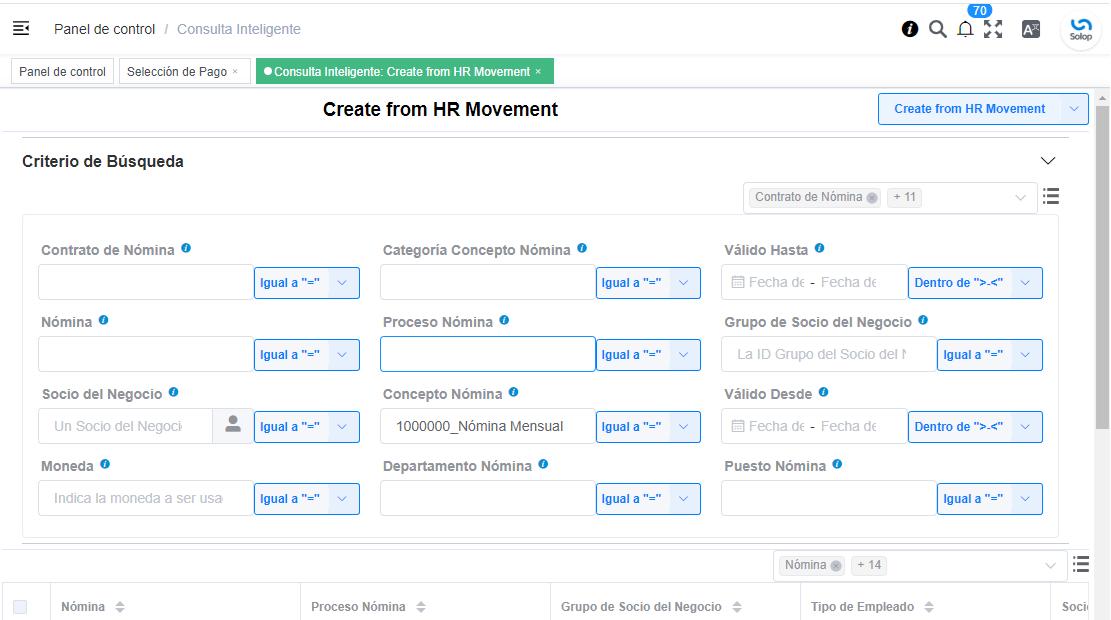 70
Panel de control / Consulta Inteligente
Solop
Panel de control
Selección de Pago ×
Consulta Inteligente: Create from HR Movement ×
Create from HR Movement
Create from HR Movement
Criterio de Búsqueda
Contrato de Nómina + 11
Contrato de Nómina Categoría Concepto Nómina Válido Hasta
Igual a "=" Igual a "=" Fecha de - Fecha de Dentro de ">-<"
Nómina Proceso Nómina Grupo de Socio del Negocio
Igual a "=" Igual a "=" La ID Grupo del Socio del N Igual a "="
Socio del Negocio Concepto Nómina Válido Desde
Un Socio del Negoci Igual a "=" 1000000_Nómina Mensual Igual a "=" Fecha de - Fecha de Dentro de ">-<"
Moneda Departamento Nómina Puesto Nómina
Indica la moneda a ser usa Igual a "=" Igual a "=" Igual a "="
Nómina + 14
Nómina Proceso Nómina Grupo de Socio del Negocio Tipo de Empleado Soci